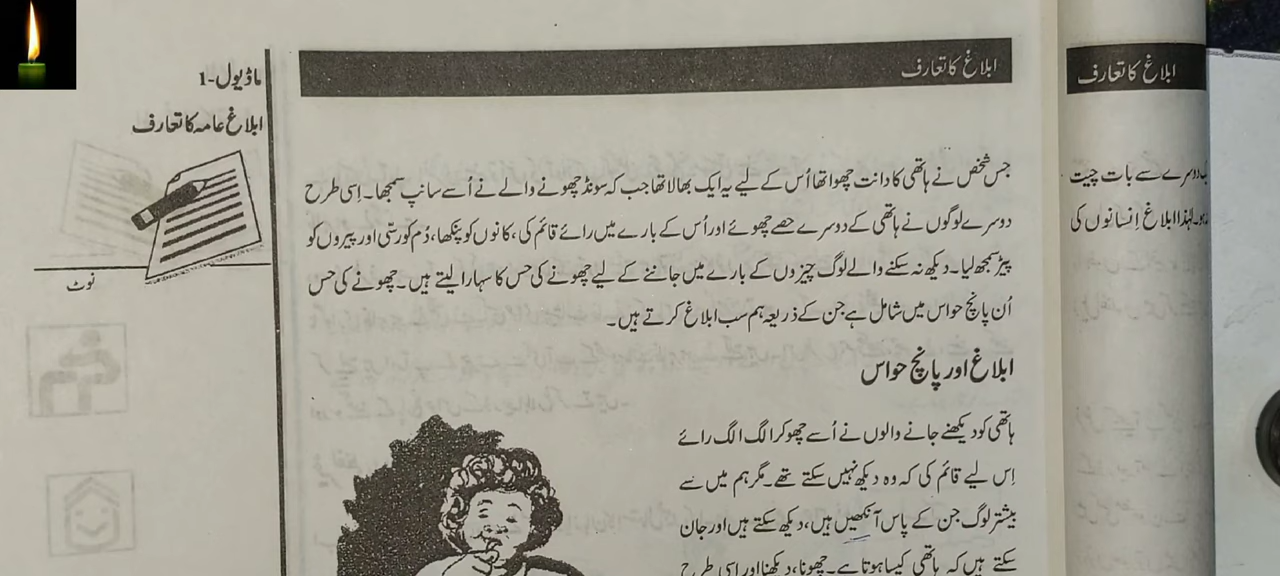 ماڈیول-1
ابلاغ عامہ کا تعارف
نوٹ
ابلاغ کا تعارف
جس شخص نے ہاتھی کا دانت چھوا تھا اُس کے لیے یہ ایک بھالا تھا جب کہ سونڈ چھونے والے نے اُسے سانپ سمجھا۔ اِسی طرح
دوسرے لوگوں نے ہاتھی کے دوسرے حصے چھوئے اور اُس کے بارے میں رائے قائم کی، کانوں کو پنکھا، دُم کو رسّی اور پیروں کو
پیڑ سمجھ لیا۔ دیکھ نہ سکنے والے لوگ چیزوں کے بارے میں جاننے کے لیے چھونے کی حس کا سہارا لیتے ہیں۔ چھونے کی حس
اُن پانچ حواس میں شامل ہے جن کے ذریعہ ہم سب ابلاغ کرتے ہیں۔
ابلاغ اور پانچ حواس
ہاتھی کو دیکھنے جانے والوں نے اُسے چھو کر الگ الگ رائے
اِس لیے قائم کی کہ وہ دیکھ نہیں سکتے تھے۔ مگر ہم میں سے
بیشتر لوگ جن کے پاس آنکھیں ہیں، دیکھ سکتے ہیں اور جان
سکتے ہیں کہ ہاتھی کیسا ہوتا ہے۔ چھونا، دیکھنا اور اسی طرح
ابلاغ کا تعارف
دوسرے سے بات چیت
لہٰذا ابلاغ اِنسانوں کی